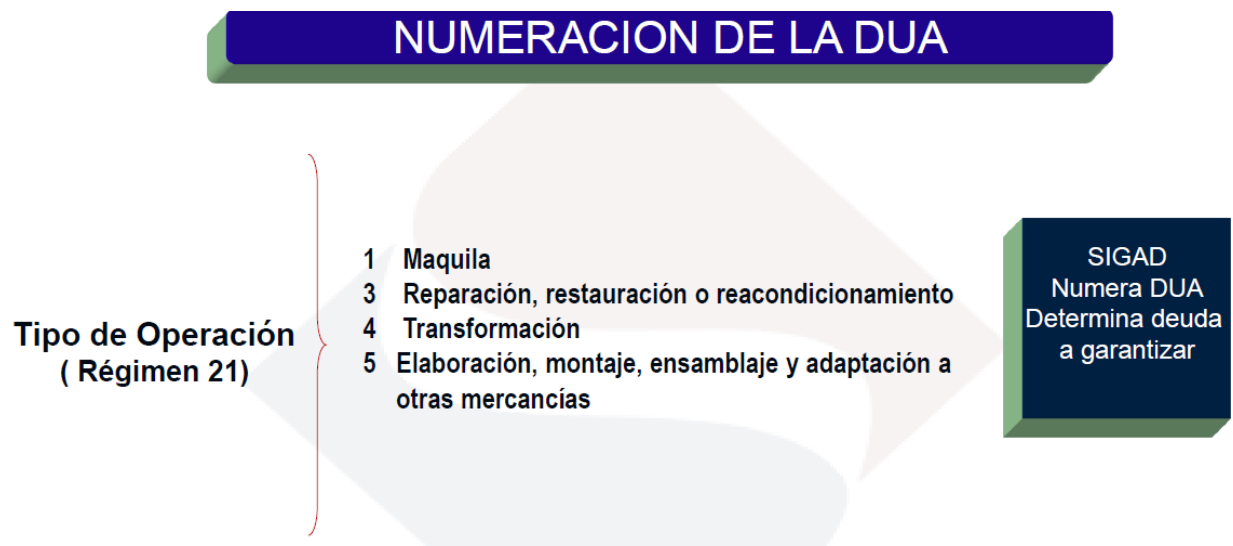 NUMERACION DE LA DUA
Tipo de Operación
( Régimen 21)
1 Maquila
3 Reparación, restauración o reacondicionamiento
4 Transformación
5 Elaboración, montaje, ensamblaje y adaptación a
otras mercancías
SIGAD
Numera DUA
Determina deuda
a garantizar